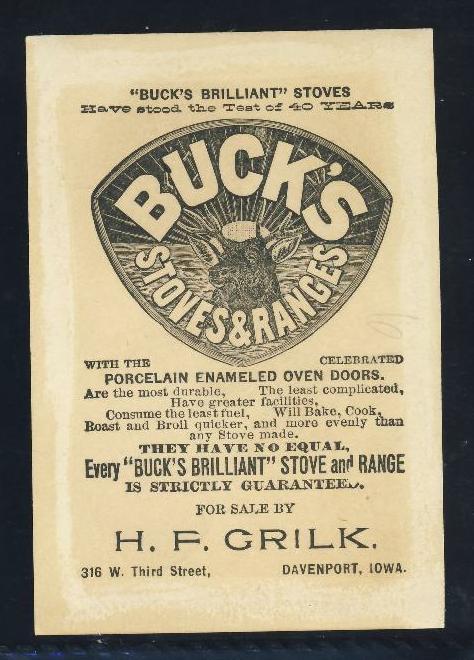 "BUCK'S BRILLIANT" STOVES
Have stood the Test of 40 YEARS
BUCK'S
STOVES & RANGES
WITH THE CELEBRATED
PORCELAIN ENAMELED OVEN DOORS.
Are the most durable, The least complicated,
Have greater facilities,
Consume the least fuel, Will Bake, Cook,
Roast and Broil quicker, and more evenly than
any Stove made.
THEY HAVE NO EQUAL,
Every "BUCK'S BRILLIANT" STOVE and RANGE
IS STRICTLY GUARANTEED.
FOR SALE BY
H. F. GRILK.
316 W. Third Street, DAVENPORT, IOWA.